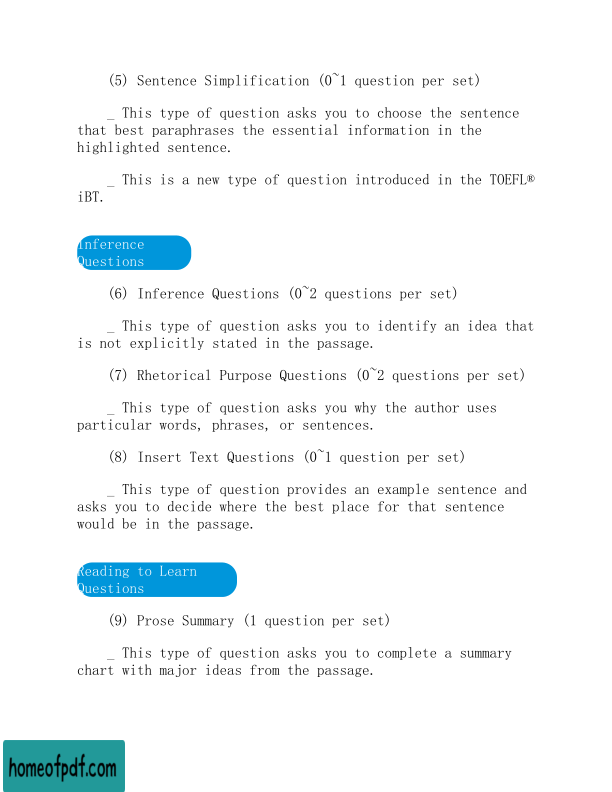 (5) Sentence Simplification (0~1 question per set)
_ This type of question asks you to choose the sentence
that best paraphrases the essential information in the
highlighted sentence.
_ This is a new type of question introduced in the TOEFL®
iBT.
Inference
Questions
(6) Inference Questions (0~2 questions per set)
_ This type of question asks you to identify an idea that
is not explicitly stated in the passage.
(7) Rhetorical Purpose Questions (0~2 questions per set)
_ This type of question asks you why the author uses
particular words, phrases, or sentences.
(8) Insert Text Questions (0~1 question per set)
_ This type of question provides an example sentence and
asks you to decide where the best place for that sentence
would be in the passage.
Reading to Learn
Questions
(9) Prose Summary (1 question per set)
_ This type of question asks you to complete a summary
chart with major ideas from the passage.
homeofpdf.com